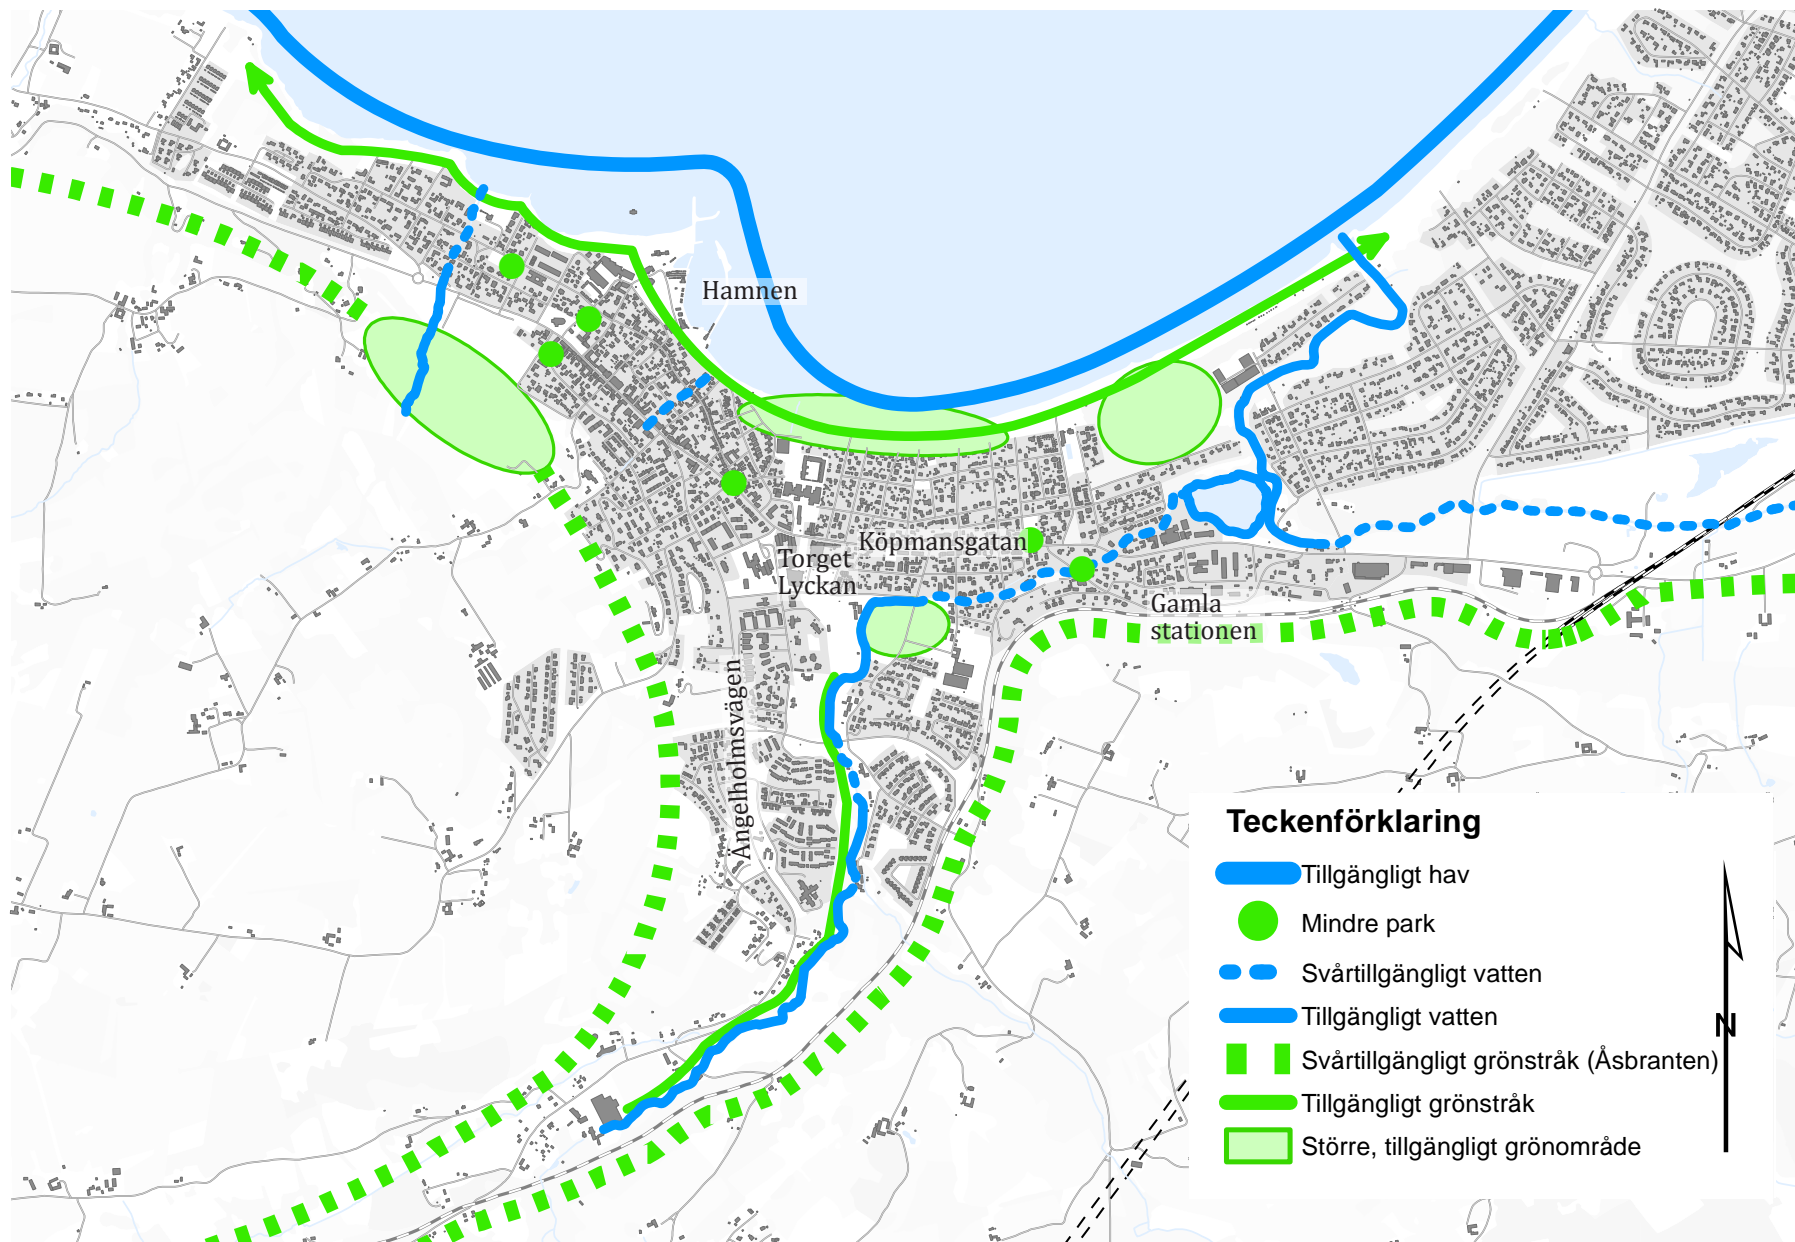 Hamnen
Köpmansgatan
Torget
Lyckan
Gamla
stationen
Ängelholmsvägen
Teckenförklaring
Tillgängligt hav
Mindre park
Svårtillgängligt vatten
Tillgängligt vatten
N
Svårtillgängligt grönstråk (Åsbranten)
Tillgängligt grönstråk
Större, tillgängligt grönområde